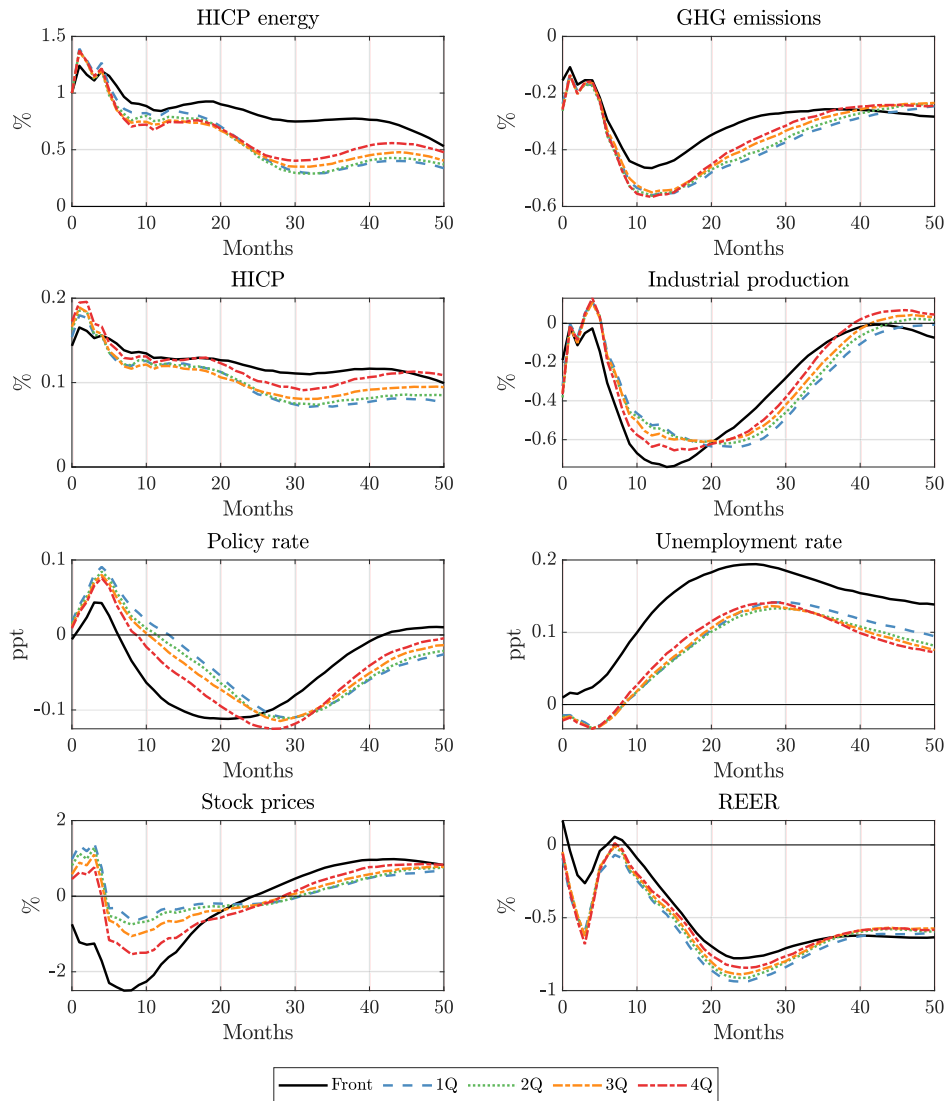 HICP energy
GHG emissions
1.5
1
0.5
0
%
0 10 20 30 40 50
Months
0
-0.2
-0.4
-0.6
%
0 10 20 30 40 50
Months
HICP
Industrial production
0.2
0.1
0
%
0 10 20 30 40 50
Months
0
-0.2
-0.4
-0.6
%
0 10 20 30 40 50
Months
Policy rate
Unemployment rate
0.1
0
-0.1
ppt
0 10 20 30 40 50
Months
0.2
0.1
0
ppt
0 10 20 30 40 50
Months
Stock prices
REER
2
0
-2
%
0 10 20 30 40 50
Months
0
-0.5
-1
%
0 10 20 30 40 50
Months
Front 1Q 2Q 3Q 4Q